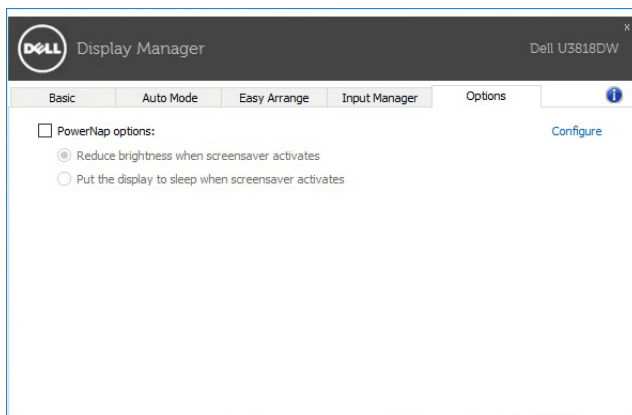 x
DELL Display Manager Dell U3818DW
Basic Auto Mode Easy Arrange Input Manager Options i
PowerNap options: Configure
Reduce brightness when screensaver activates
Put the display to sleep when screensaver activates